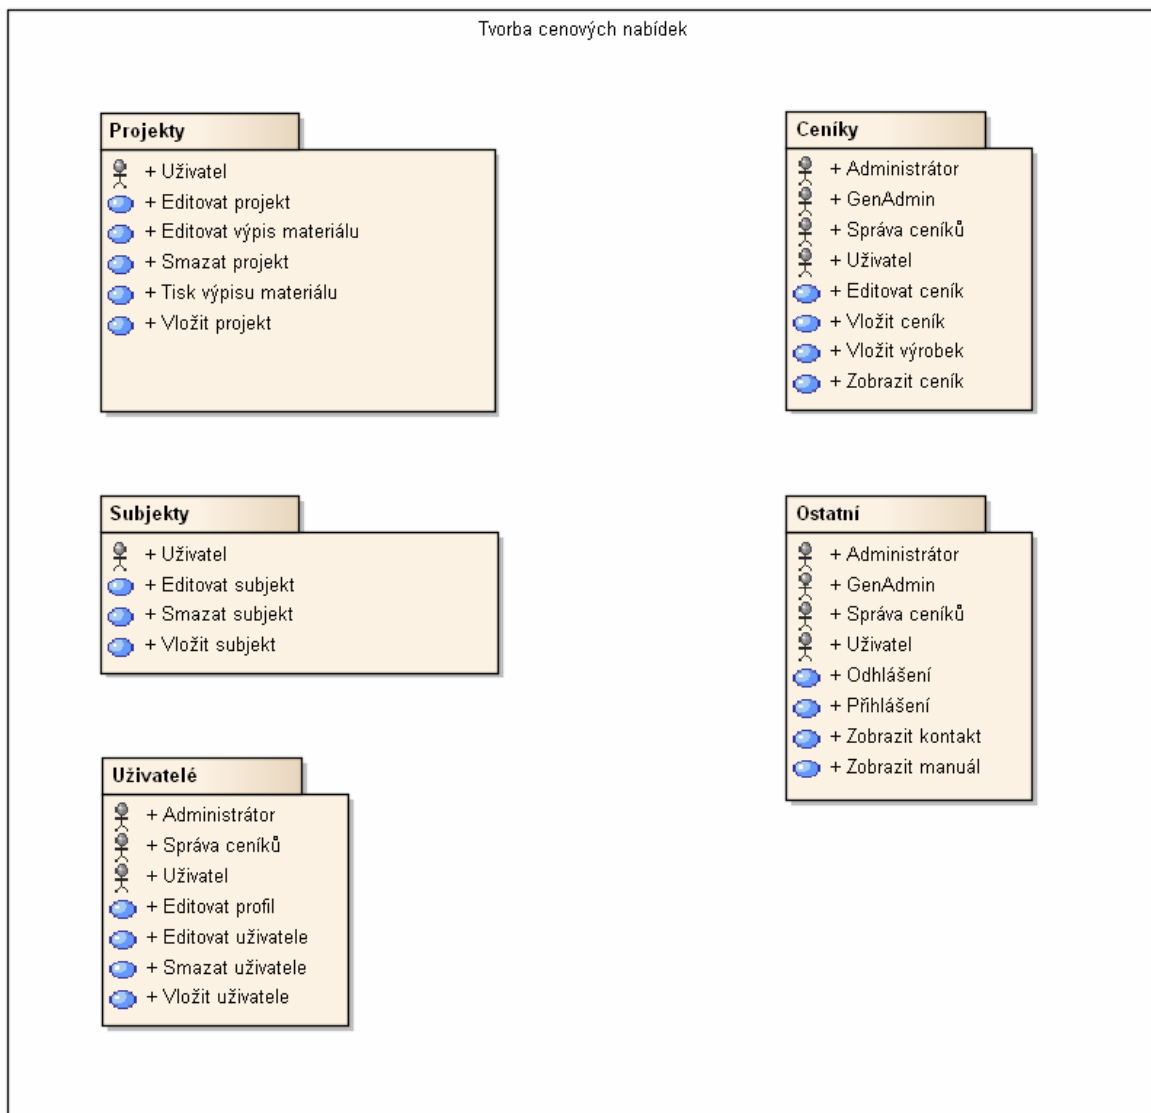 Tvorba cenových nabídek
Projekty
+ Uživatel
+ Editovat projekt
+ Editovat výpis materiálu
+ Smazat projekt
+ Tisk výpisu materiálu
+ Vložit projekt
Ceníky
+ Administrátor
+ GenAdmin
+ Správa ceníků
+ Uživatel
+ Editovat ceník
+ Vložit ceník
+ Vložit výrobek
+ Zobrazit ceník
Subjekty
+ Uživatel
+ Editovat subjekt
+ Smazat subjekt
+ Vložit subjekt
Ostatní
+ Administrátor
+ GenAdmin
+ Správa ceníků
+ Uživatel
+ Odhlášení
+ Přihlášení
+ Zobrazit kontakt
+ Zobrazit manuál
Uživatelé
+ Administrátor
+ Správa ceníků
+ Uživatel
+ Editovat profil
+ Editovat uživatele
+ Smazat uživatele
+ Vložit uživatele